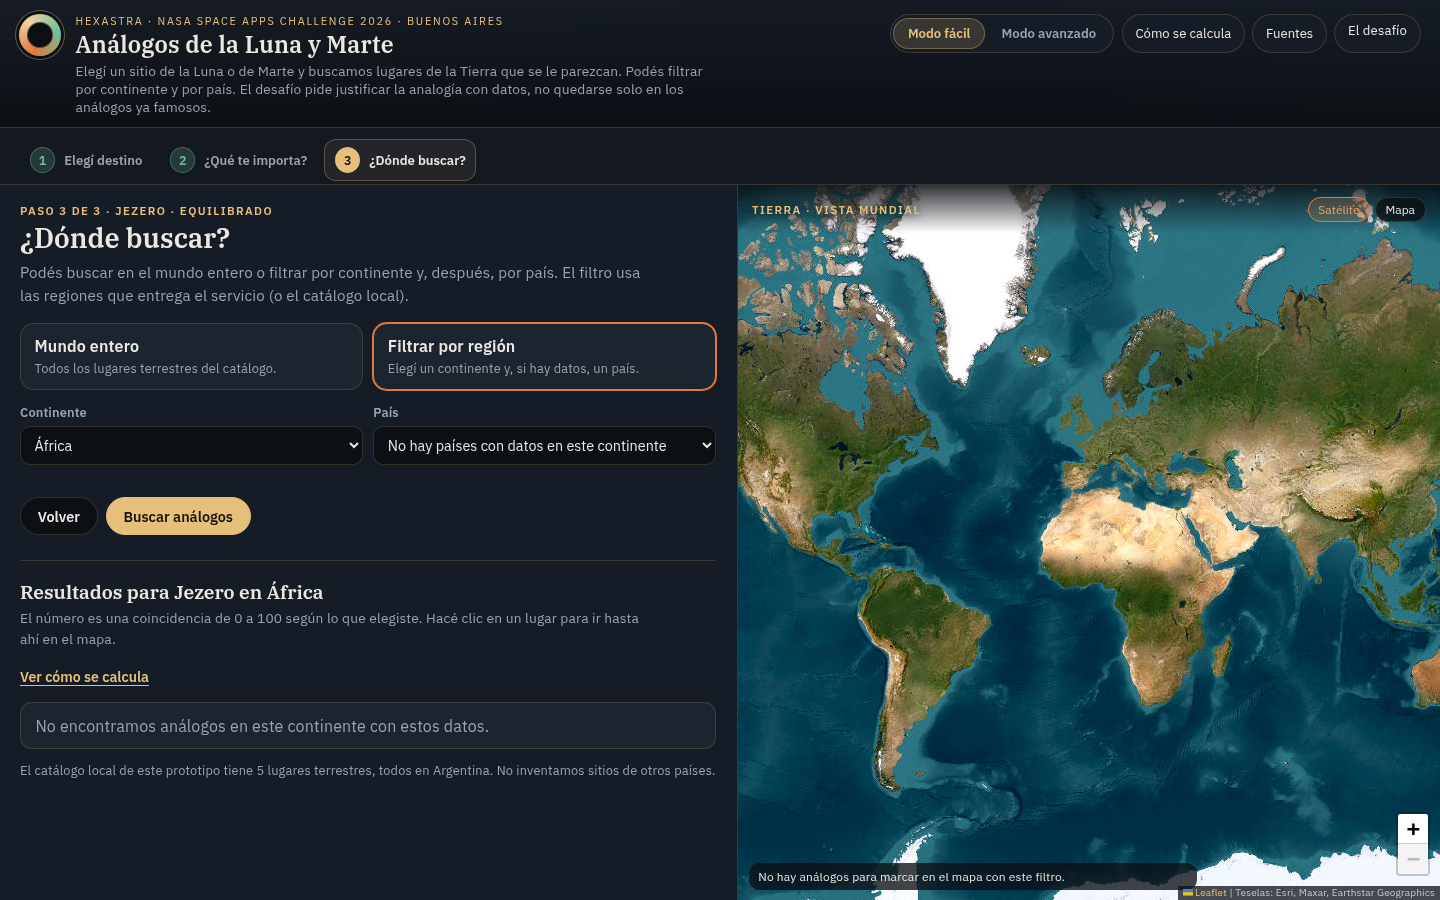 HEXASTRA · NASA SPACE APPS CHALLENGE 2026 · BUENOS AIRES
Análogos de la Luna y Marte
Elegí un sitio de la Luna o de Marte y buscamos lugares de la Tierra que se le parezcan. Podés filtrar
por continente y por país. El desafío pide justificar la analogía con datos, no quedarse solo en los
análogos ya famosos.
Modo fácil
Modo avanzado
Cómo se calcula
Fuentes
El desafío
1 Elegí destino
2 ¿Qué te importa?
3 ¿Dónde buscar?
PASO 3 DE 3 · JEZERO · EQUILIBRADO
¿Dónde buscar?
Podés buscar en el mundo entero o filtrar por continente y, después, por país. El filtro usa
las regiones que entrega el servicio (o el catálogo local).
Mundo entero
Todos los lugares terrestres del catálogo.
Filtrar por región
Elegí un continente y, si hay datos, un país.
Continente
África
País
No hay países con datos en este continente
Volver
Buscar análogos
Resultados para Jezero en África
El número es una coincidencia de 0 a 100 según lo que elegiste. Hacé clic en un lugar para ir hasta
ahí en el mapa.
Ver cómo se calcula
No encontramos análogos en este continente con estos datos.
El catálogo local de este prototipo tiene 5 lugares terrestres, todos en Argentina. No inventamos sitios de otros países.
TIERRA · VISTA MUNDIAL
Satélite
Mapa
+
−
No hay análogos para marcar en el mapa con este filtro.
Leaflet | Teselas: Esri, Maxar, Earthstar Geographics